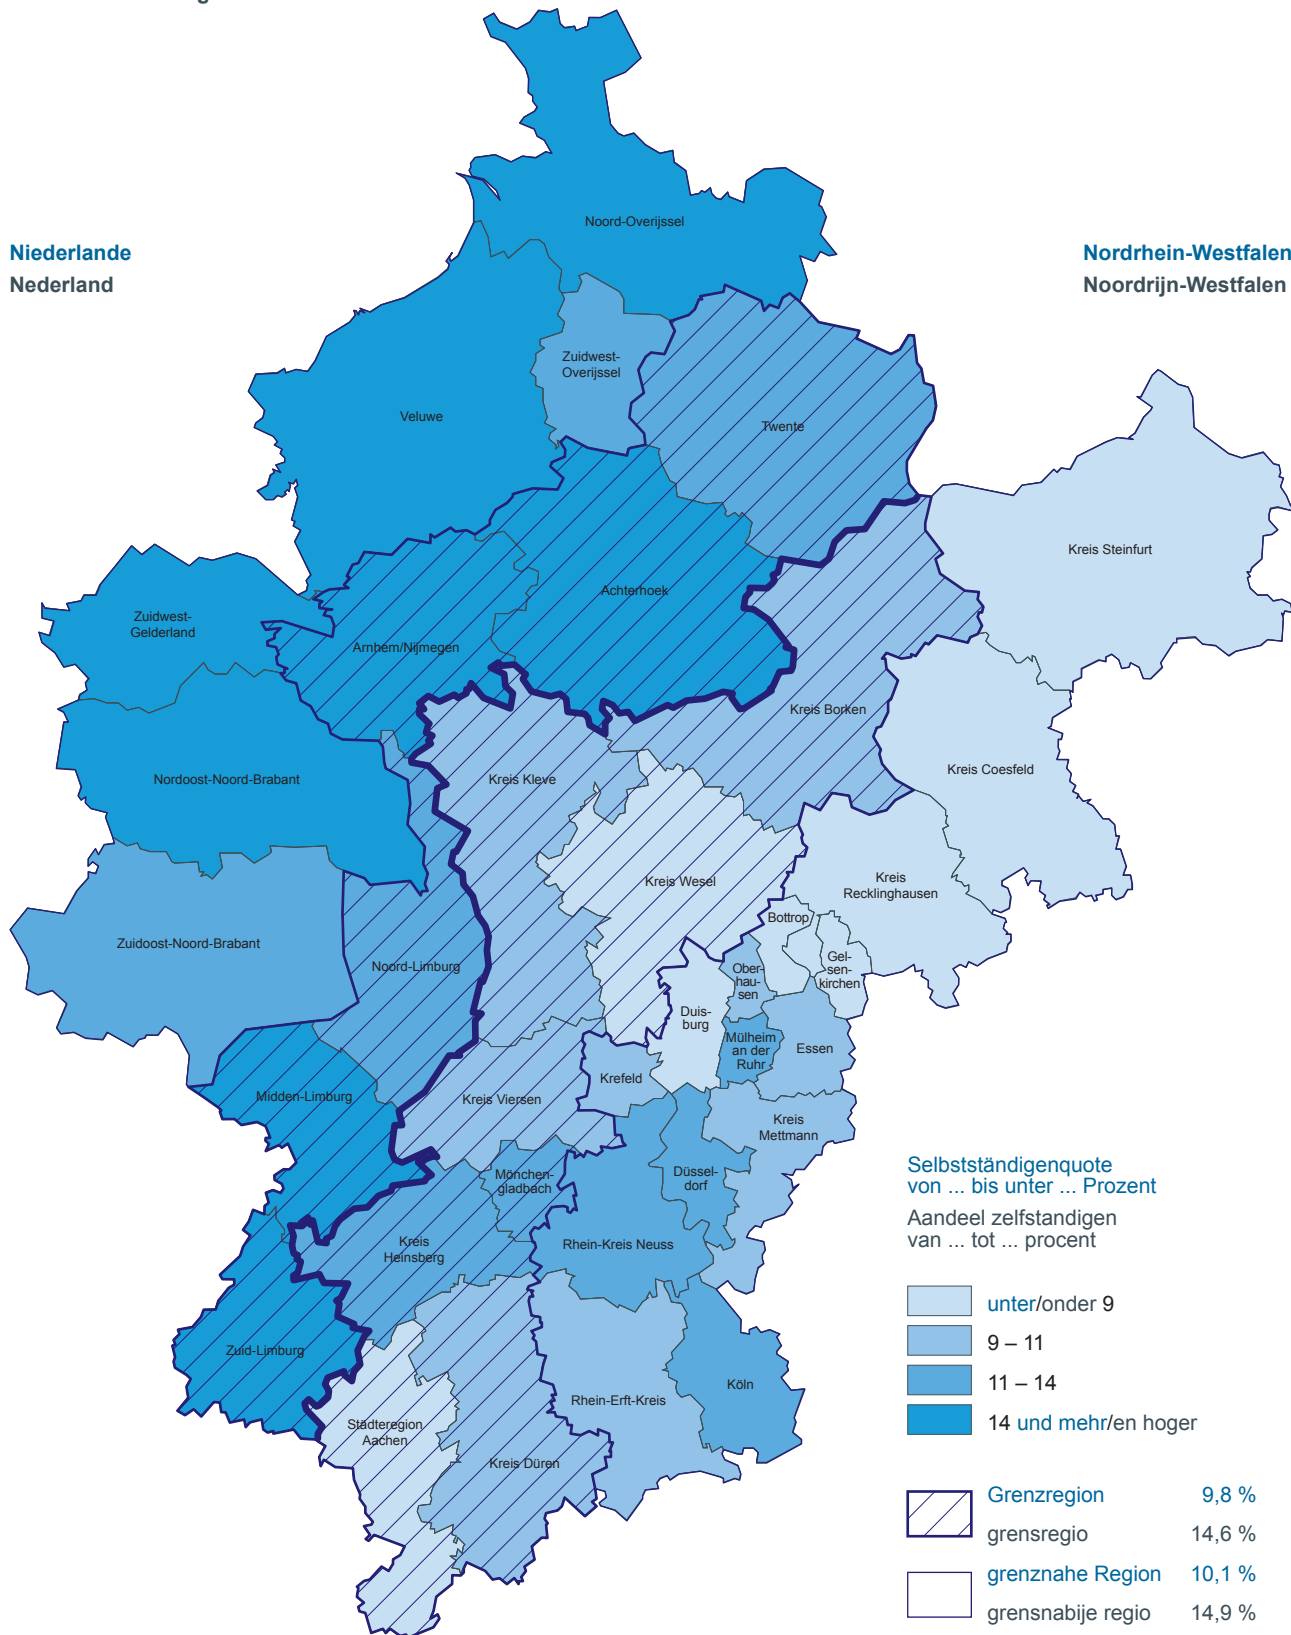 Niederlande
Nederland
Nordrhein-Westfalen
Noordrijn-Westfalen
Noord-Overijssel
Zuidwest-
Overijssel
Veluwe
Twente
Kreis Steinfurt
Achterhoek
Zuidwest-
Gelderland
Arnhem/Nijmegen
Kreis Borken
Kreis Coesfeld
Nordoost-Noord-Brabant
Kreis Kleve
Kreis Wesel
Kreis
Recklinghausen
Bottrop
Zuidoost-Noord-Brabant
Noord-Limburg
Gel-
sen-
kirchen
Ober-
hau-
sen
Duis-
burg
Mülheim
an der
Ruhr
Essen
Krefeld
Midden-Limburg
Kreis Viersen
Kreis
Mettmann
Mönchen-
gladbach
Düssel-
dorf
Kreis
Heinsberg
Rhein-Kreis Neuss
Zuid-Limburg
Köln
Rhein-Erft-Kreis
Städteregion
Aachen
Kreis Düren
Selbstständigenquote
von ... bis unter ... Prozent
Aandeel zelfstandigen
van ... tot ... procent
unter/onder 9
9 – 11
11 – 14
14 und mehr/en hoger
Grenzregion 9,8 %
grensregio 14,6 %
grenznahe Region 10,1 %
grensnabije regio 14,9 %